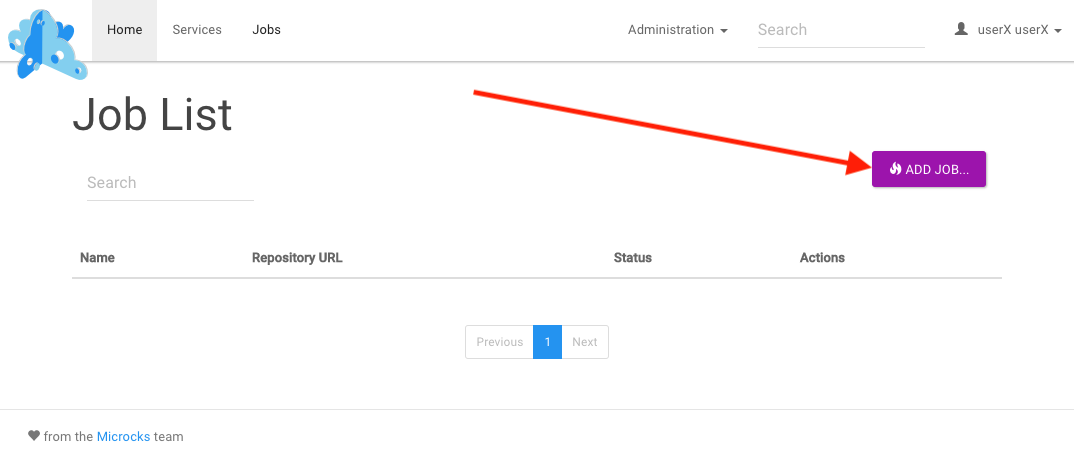 Home Services Jobs Administration Search userX userX
Job List
Search
ADD JOB...
Name Repository URL Status Actions
Previous 1 Next
from the Microcks team